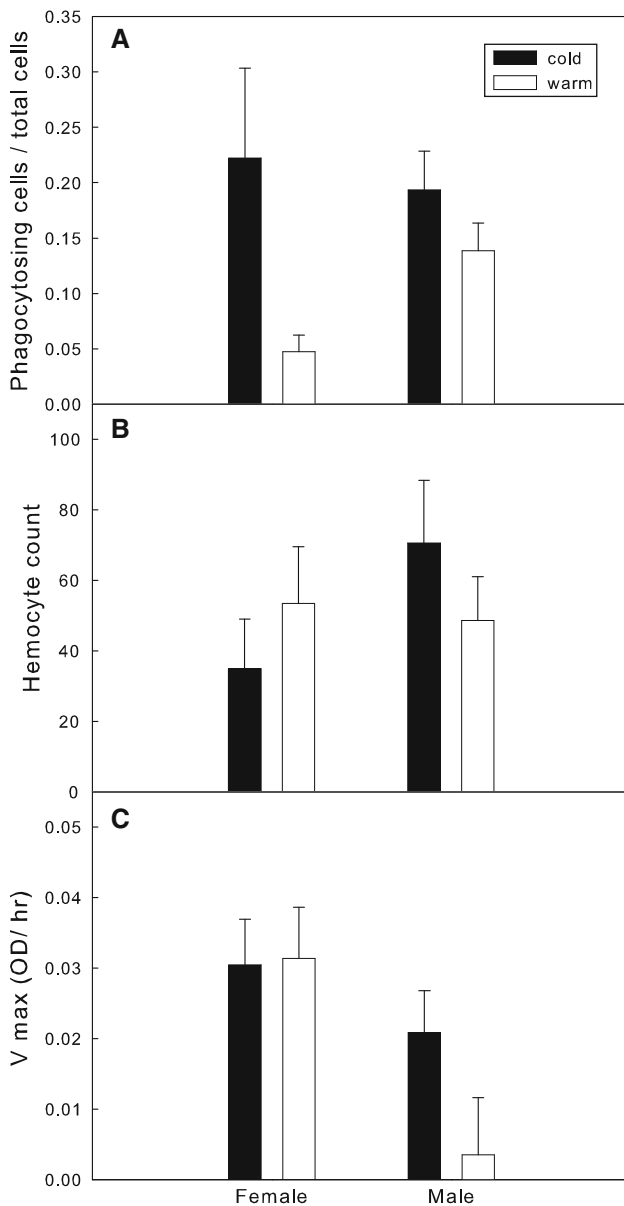 A
cold
warm
Phagocytosing cells / total cells
0.35
0.30
0.25
0.20
0.15
0.10
0.05
0.00
B
Hemocyte count
100
80
60
40
20
0
C
V max (OD/ hr)
0.05
0.04
0.03
0.02
0.01
0.00
Female Male